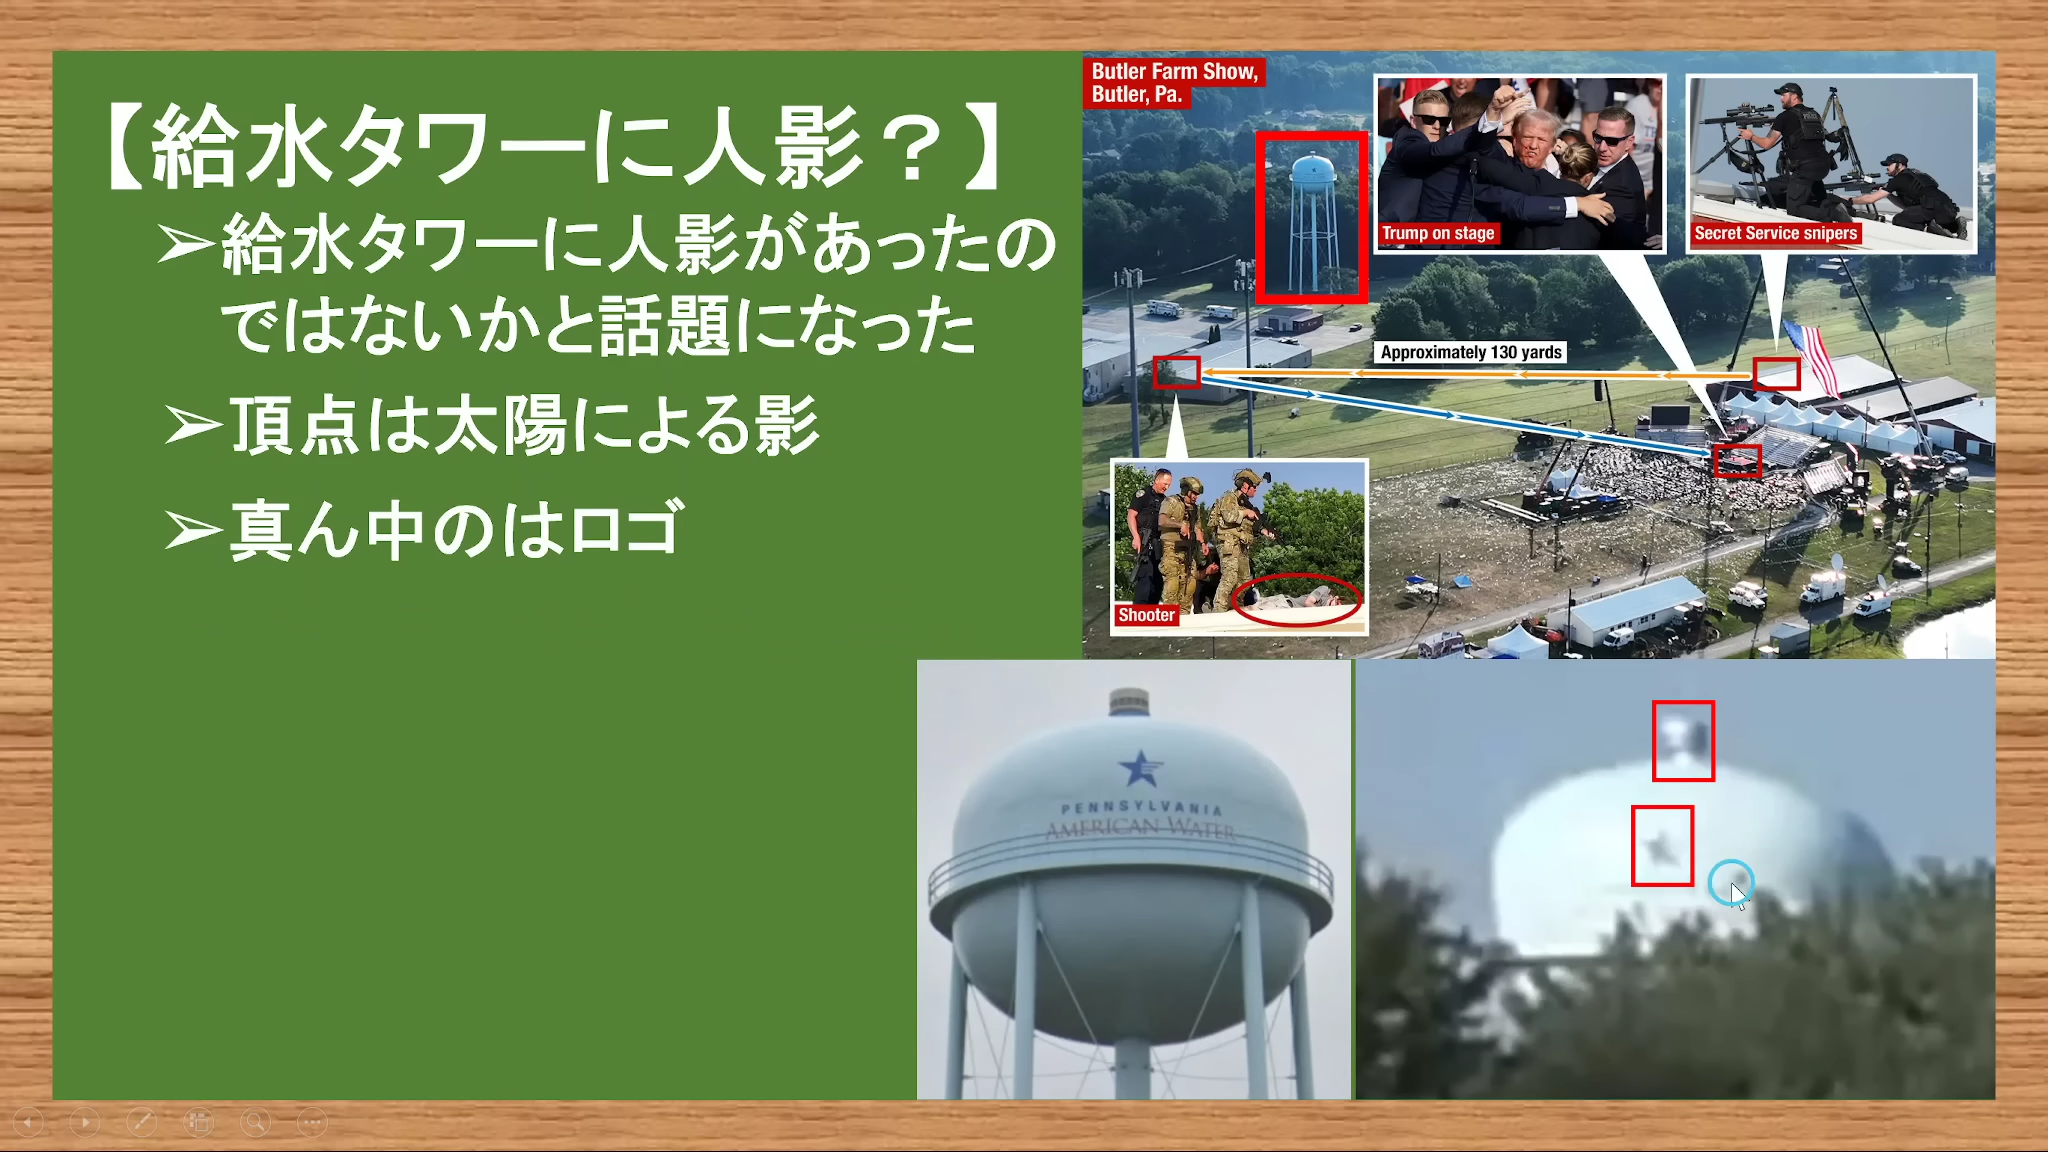 【給水タワーに人影？】
➢給水タワーに人影があったの
ではないかと話題になった
➢頂点は太陽による影
➢真ん中のはロゴ
Butler Farm Show,
Butler, Pa.
Trump on stage
Secret Service snipers
Approximately 130 yards
Shooter
PENNSYLVANIA
AMERICAN WATER